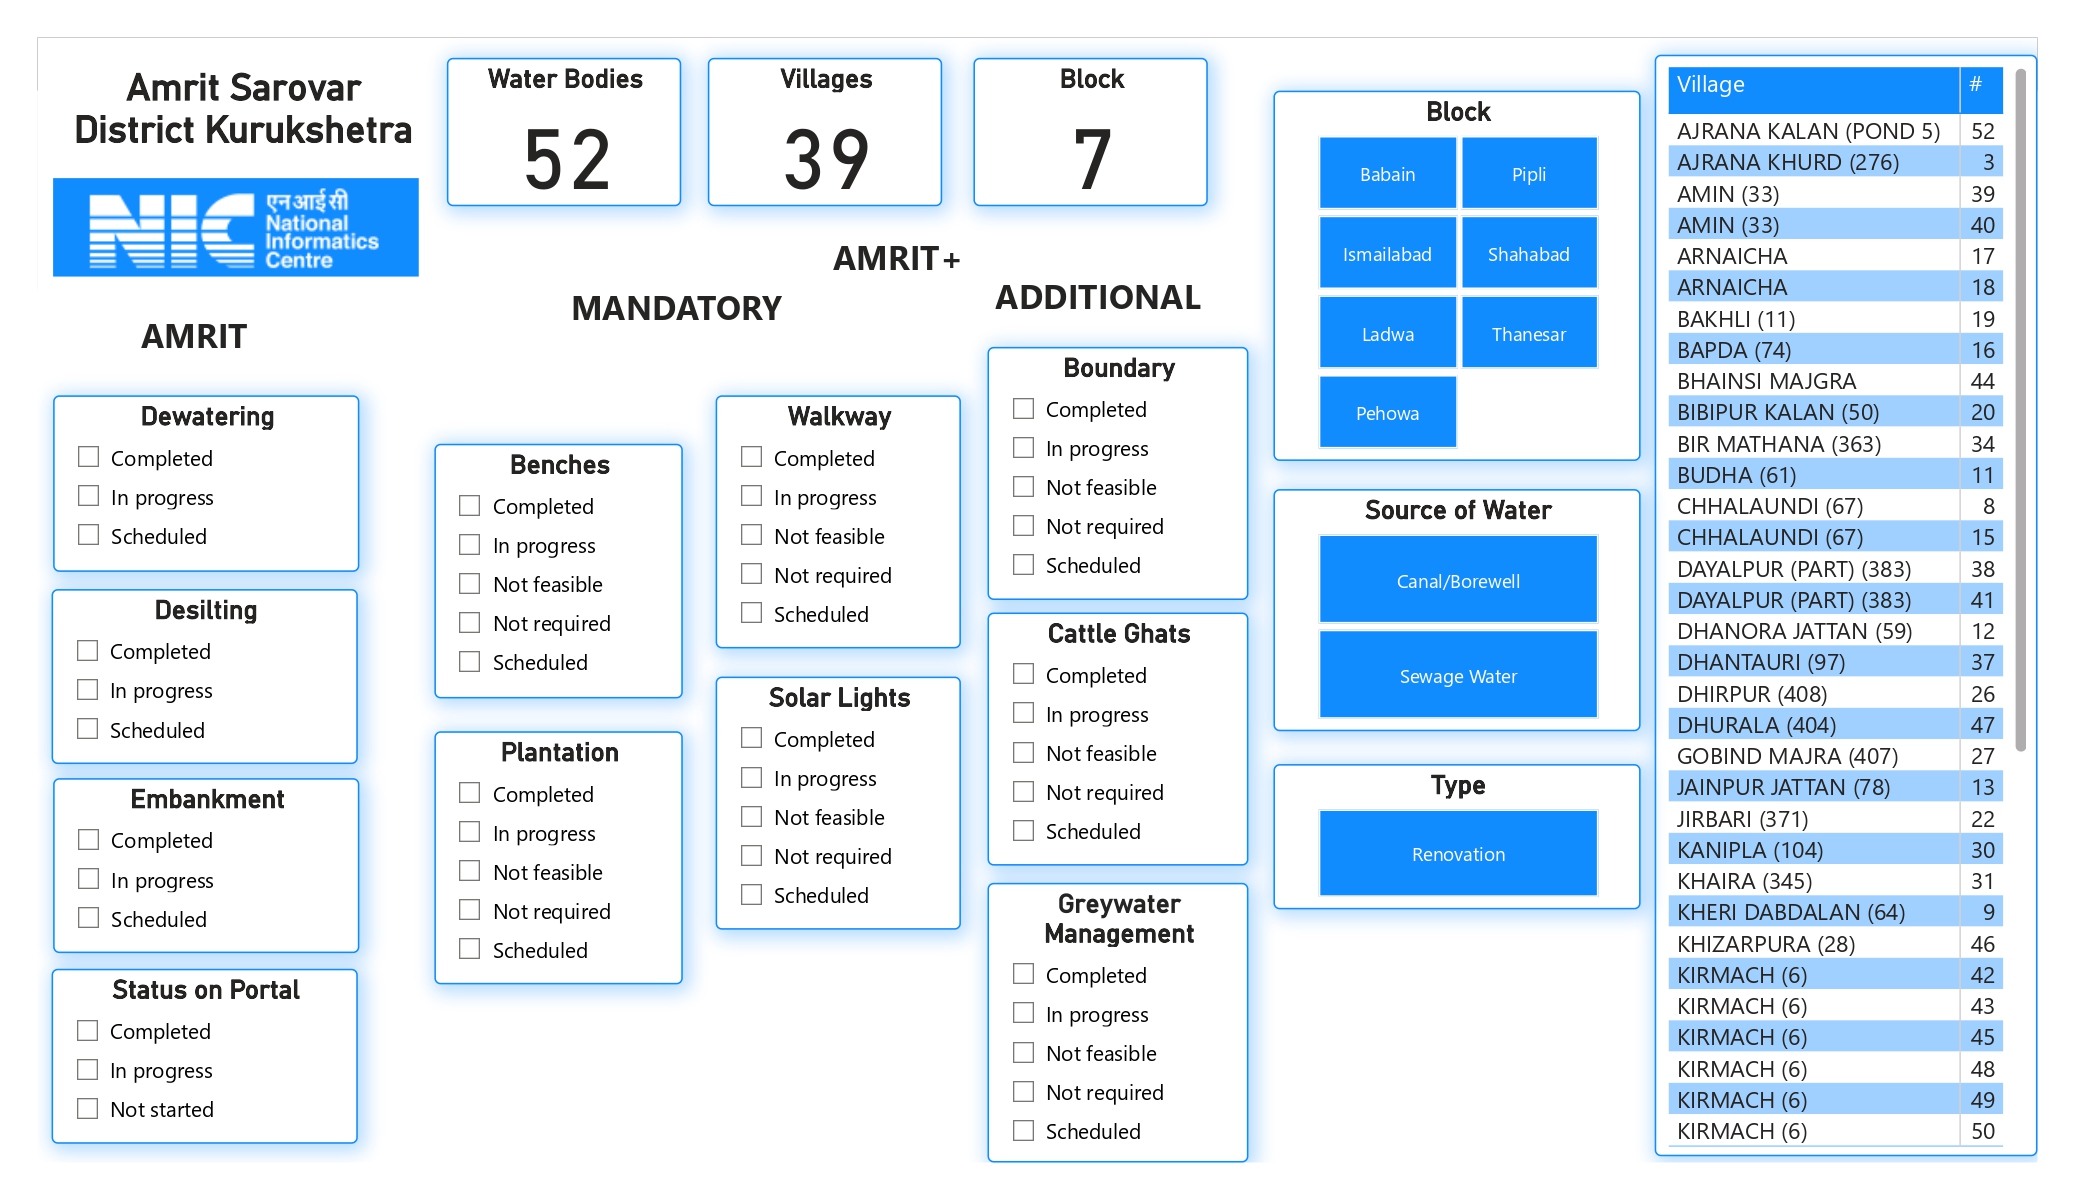 Amrit Sarovar
District Kurukshetra
NIC
एन आई सी
National
Informatics
Centre
Water Bodies
52
Villages
39
Block
7
AMRIT+
AMRIT
MANDATORY
ADDITIONAL
Dewatering
Completed
In progress
Scheduled
Desilting
Completed
In progress
Scheduled
Embankment
Completed
In progress
Scheduled
Status on Portal
Completed
In progress
Not started
Benches
Completed
In progress
Not feasible
Not required
Scheduled
Plantation
Completed
In progress
Not feasible
Not required
Scheduled
Walkway
Completed
In progress
Not feasible
Not required
Scheduled
Solar Lights
Completed
In progress
Not feasible
Not required
Scheduled
Boundary
Completed
In progress
Not feasible
Not required
Scheduled
Cattle Ghats
Completed
In progress
Not feasible
Not required
Scheduled
Greywater
Management
Completed
In progress
Not feasible
Not required
Scheduled
Block
Babain Pipli
Ismailabad Shahabad
Ladwa Thanesar
Pehowa
Source of Water
Canal/Borewell
Sewage Water
Type
Renovation
Village #
AJRANA KALAN (POND 5) 52
AJRANA KHURD (276) 3
AMIN (33) 39
AMIN (33) 40
ARNAICHA 17
ARNAICHA 18
BAKHLI (11) 19
BAPDA (74) 16
BHAINSI MAJGRA 44
BIBIPUR KALAN (50) 20
BIR MATHANA (363) 34
BUDHA (61) 11
CHHALAUNDI (67) 8
CHHALAUNDI (67) 15
DAYALPUR (PART) (383) 38
DAYALPUR (PART) (383) 41
DHANORA JATTAN (59) 12
DHANTAURI (97) 37
DHIRPUR (408) 26
DHURALA (404) 47
GOBIND MAJRA (407) 27
JAINPUR JATTAN (78) 13
JIRBARI (371) 22
KANIPLA (104) 30
KHAIRA (345) 31
KHERI DABDALAN (64) 9
KHIZARPURA (28) 46
KIRMACH (6) 42
KIRMACH (6) 43
KIRMACH (6) 45
KIRMACH (6) 48
KIRMACH (6) 49
KIRMACH (6) 50